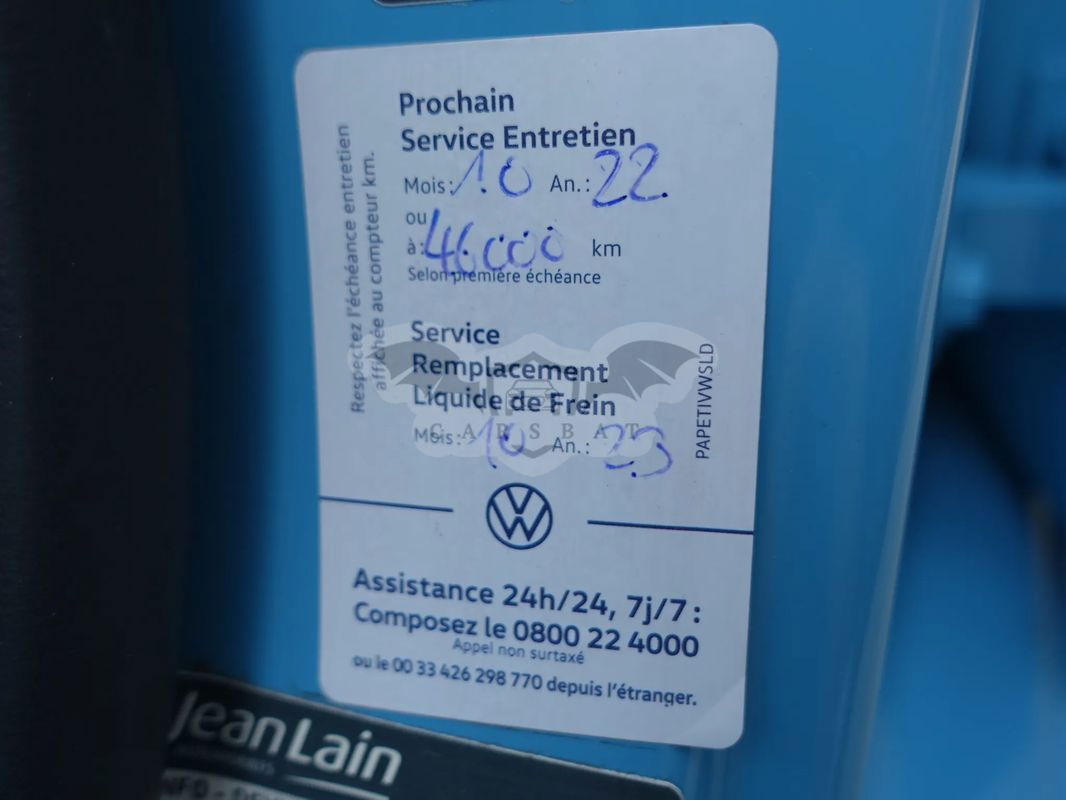 Prochain
Service Entretien
Mois: 10 An.: 22
ou
à: 46000 km
Selon première échéance
Respectez l'échéance entretien
affichée au compteur km.
Service
Remplacement
Liquide de Frein
Mois: 10 An.: 23
CARSBAT
PAPETIVWSLD
Assistance 24h/24, 7j/7 :
Composez le 0800 22 4000
Appel non surtaxé
ou le 00 33 426 298 770 depuis l'étranger.
Jean Lain